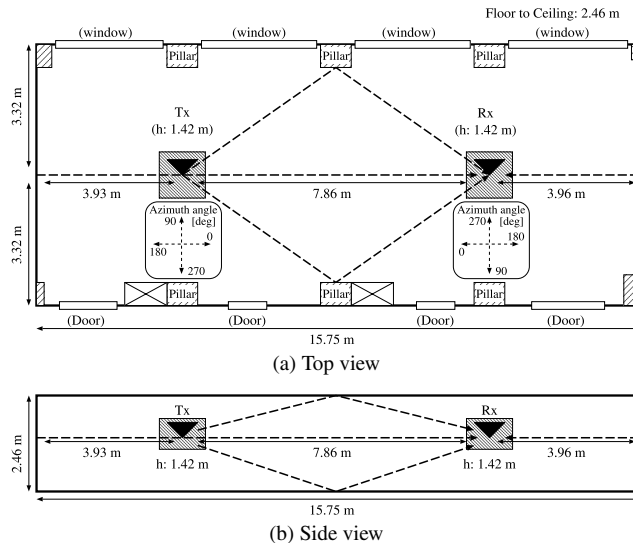 Floor to Ceiling: 2.46 m
(window) (window) (window) (window)
Pillar Pillar Pillar
3.32 m
Tx Rx
(h: 1.42 m) (h: 1.42 m)
3.93 m 7.86 m 3.96 m
3.32 m
Azimuth angle [deg]
90
0
180
270
Azimuth angle [deg]
270
180
0
90
Pillar Pillar Pillar
(Door) (Door) (Door) (Door)
15.75 m
(a) Top view
2.46 m
Tx Rx
3.93 m 7.86 m 3.96 m
h: 1.42 m h: 1.42 m
15.75 m
(b) Side view